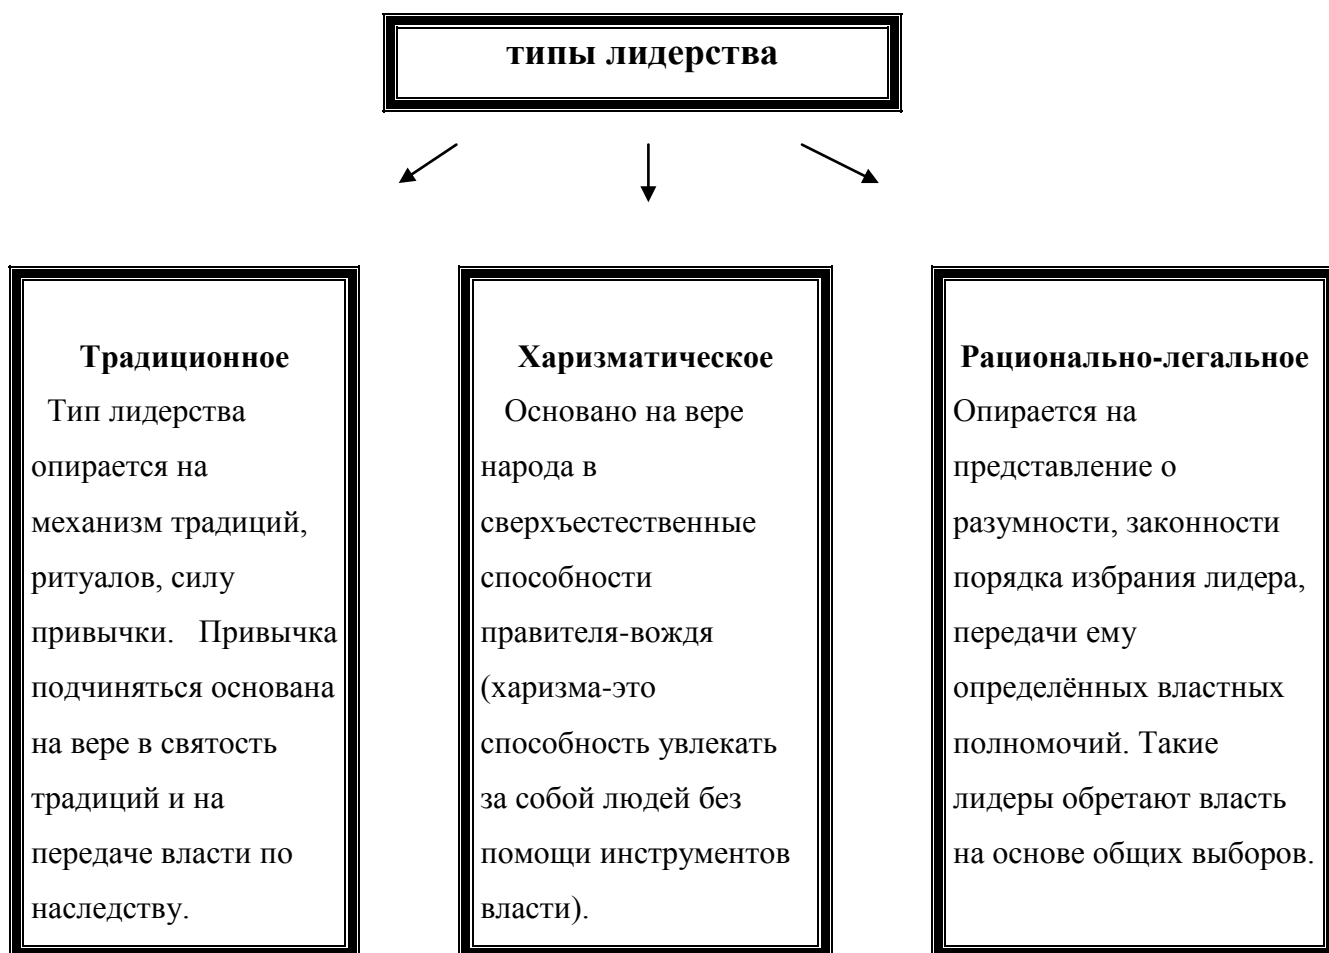 типы лидерства
Традиционное
Тип лидерства
опирается на
механизм традиций,
ритуалов, силу
привычки. Привычка
подчиняться основана
на вере в святость
традиций и на
передаче власти по
наследству.
Харизматическое
Основано на вере
народа в
сверхъестественные
способности
правителя-вождя
(харизма-это
способность увлекать
за собой людей без
помощи инструментов
власти).
Рационально-легальное
Опирается на
представление о
разумности, законности
порядка избрания лидера,
передачи ему
определённых властных
полномочий. Такие
лидеры обретают власть
на основе общих выборов.